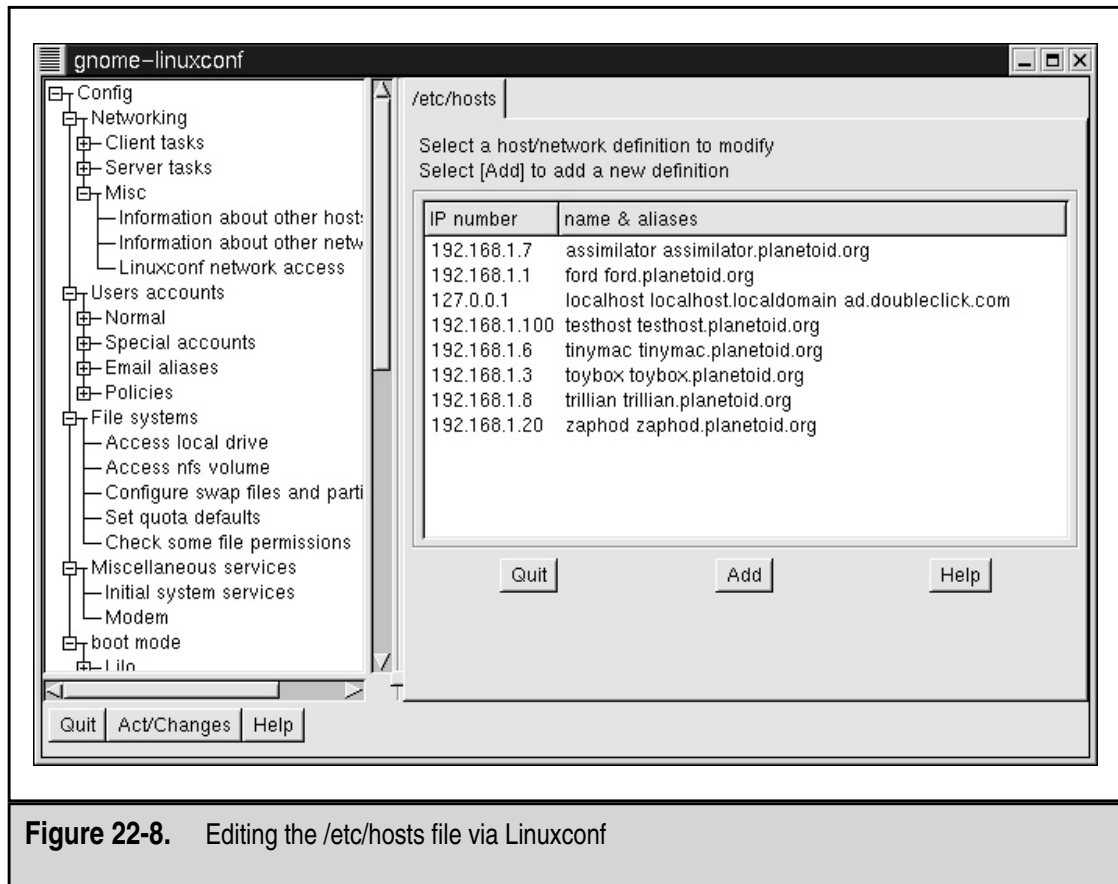 gnome-linuxconf
Config
Networking
Client tasks
Server tasks
Misc
Information about other hosts
Information about other netw
Linuxconf network access
Users accounts
Normal
Special accounts
Email aliases
Policies
File systems
Access local drive
Access nfs volume
Configure swap files and parti
Set quota defaults
Check some file permissions
Miscellaneous services
Initial system services
Modem
boot mode
Lilo
Quit Act/Changes Help
/etc/hosts
Select a host/network definition to modify
Select [Add] to add a new definition
IP number name & aliases
192.168.1.7 assimilator assimilator.planetoid.org
192.168.1.1 ford ford.planetoid.org
127.0.0.1 localhost localhost.localdomain ad.doubleclick.com
192.168.1.100 testhost testhost.planetoid.org
192.168.1.6 tinymac tinymac.planetoid.org
192.168.1.3 toybox toybox.planetoid.org
192.168.1.8 trillian trillian.planetoid.org
192.168.1.20 zaphod zaphod.planetoid.org
Quit Add Help
Figure 22-8. Editing the /etc/hosts file via Linuxconf